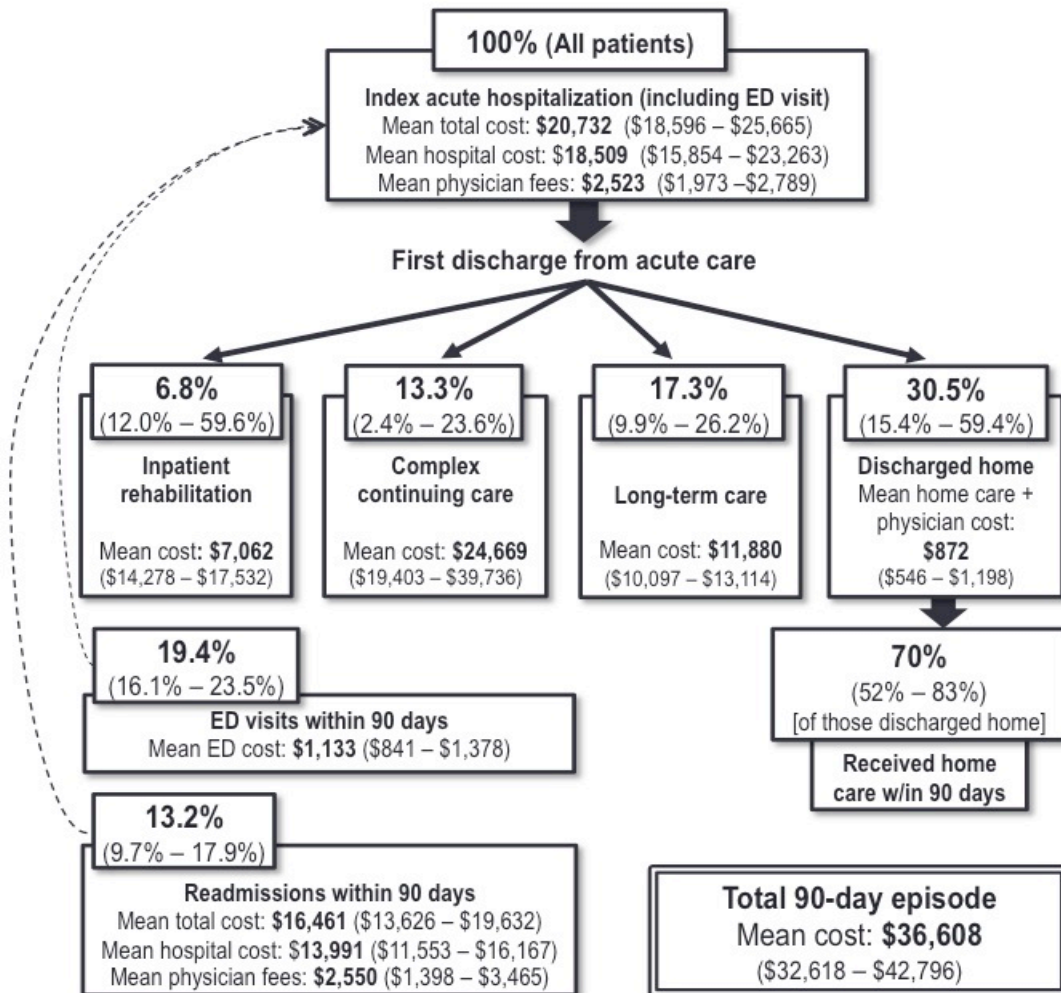 100% (All patients)
Index acute hospitalization (including ED visit)
Mean total cost: $20,732 ($18,596 – $25,665)
Mean hospital cost: $18,509 ($15,854 – $23,263)
Mean physician fees: $2,523 ($1,973 –$2,789)
First discharge from acute care
6.8%
(12.0% – 59.6%)
Inpatient
rehabilitation
Mean cost: $7,062
($14,278 – $17,532)
13.3%
(2.4% – 23.6%)
Complex
continuing care
Mean cost: $24,669
($19,403 – $39,736)
17.3%
(9.9% – 26.2%)
Long-term care
Mean cost: $11,880
($10,097 – $13,114)
30.5%
(15.4% – 59.4%)
Discharged home
Mean home care +
physician cost:
$872
($546 – $1,198)
70%
(52% – 83%)
[of those discharged home]
Received home
care w/in 90 days
19.4%
(16.1% – 23.5%)
ED visits within 90 days
Mean ED cost: $1,133 ($841 – $1,378)
13.2%
(9.7% – 17.9%)
Readmissions within 90 days
Mean total cost: $16,461 ($13,626 – $19,632)
Mean hospital cost: $13,991 ($11,553 – $16,167)
Mean physician fees: $2,550 ($1,398 – $3,465)
Total 90-day episode
Mean cost: $36,608
($32,618 – $42,796)